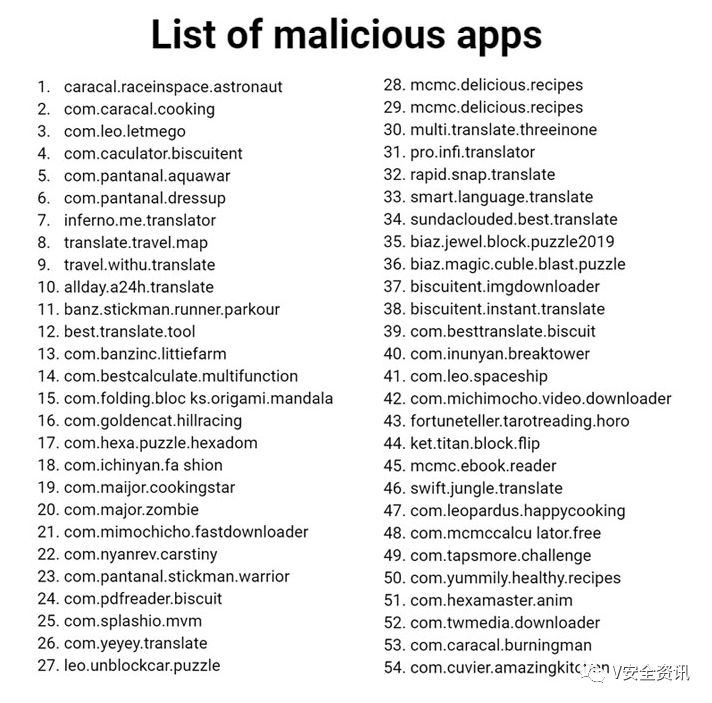 List of malicious apps
1. caracal.raceinspace.astronaut
2. com.caracal.cooking
3. com.leo.letmego
4. com.caculator.biscuitent
5. com.pantanal.aquawar
6. com.pantanal.dressup
7. inferno.me.translator
8. translate.travel.map
9. travel.withu.translate
10. allday.a24h.translate
11. banz.stickman.runner.parkour
12. best.translate.tool
13. com.banzinc.littiefarm
14. com.bestcalculate.multifunction
15. com.folding.bloc ks.origami.mandala
16. com.goldencat.hillracing
17. com.hexa.puzzle.hexadom
18. com.ichinyan.fa shion
19. com.maijor.cookingstar
20. com.major.zombie
21. com.mimochicho.fastdownloader
22. com.nyanrev.carstiny
23. com.pantanal.stickman.warrior
24. com.pdfreader.biscuit
25. com.splashio.mvm
26. com.yeyey.translate
27. leo.unblockcar.puzzle
28. mcmc.delicious.recipes
29. mcmc.delicious.recipes
30. multi.translate.threeinone
31. pro.infi.translator
32. rapid.snap.translate
33. smart.language.translate
34. sundaclouded.best.translate
35. biaz.jewel.block.puzzle2019
36. biaz.magic.cuble.blast.puzzle
37. biscuitent.imgdownloader
38. biscuitent.instant.translate
39. com.besttranslate.biscuit
40. com.inunyan.breaktower
41. com.leo.spaceship
42. com.michimocho.video.downloader
43. fortuneteller.tarotreading.horo
44. ket.titan.block.flip
45. mcmc.ebook.reader
46. swift.jungle.translate
47. com.leopardus.happycooking
48. com.mcmccalcu lator.free
49. com.tapsmore.challenge
50. com.yummily.healthy.recipes
51. com.hexamaster.anim
52. com.twmedia.downloader
53. com.caracal.burningman
54. com.cuvier.amazingkitchen
V安全资讯